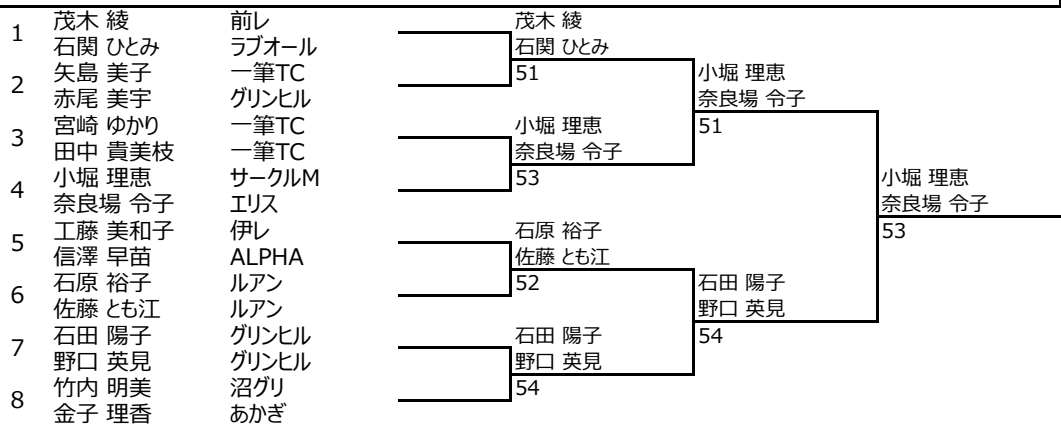 茂木 綾 前レ 茂木 綾
1
石関 ひとみ ラブオール 石関 ひとみ
矢島 美子 一筆TC 51 小堀 理恵
2
赤尾 美宇 グリンヒル 奈良場 令子
宮崎 ゆかり 一筆TC 小堀 理恵 51
3
田中 貴美枝 一筆TC 奈良場 令子
小堀 理恵 サークルM 53 小堀 理恵
4
奈良場 令子 エリス 奈良場 令子
工藤 美和子 伊レ 石原 裕子 53
5
信澤 早苗 ALPHA 佐藤 とも江
石原 裕子 ルアン 52 石田 陽子
6
佐藤 とも江 ルアン 野口 英見
石田 陽子 グリンヒル 石田 陽子 54
7
野口 英見 グリンヒル 野口 英見
竹内 明美 沼グリ 54
8
金子 理香 あかぎ